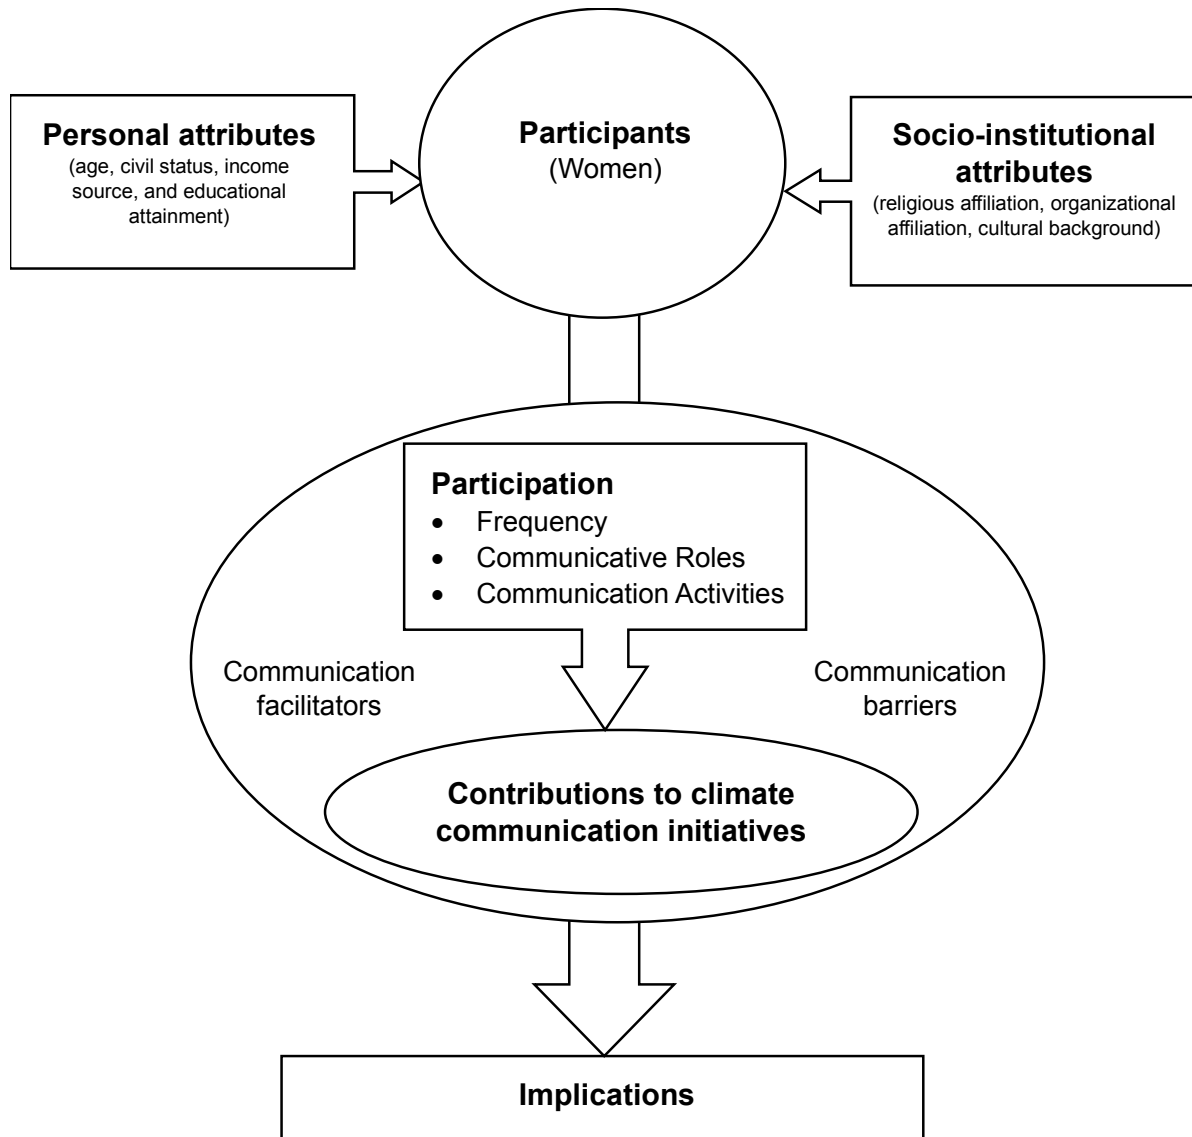 Personal attributes
(age, civil status, income
source, and educational
attainment)
Participants
(Women)
Socio-institutional
attributes
(religious affiliation, organizational
affiliation, cultural background)
Participation
• Frequency
• Communicative Roles
• Communication Activities
Communication
facilitators
Communication
barriers
Contributions to climate
communication initiatives
Implications